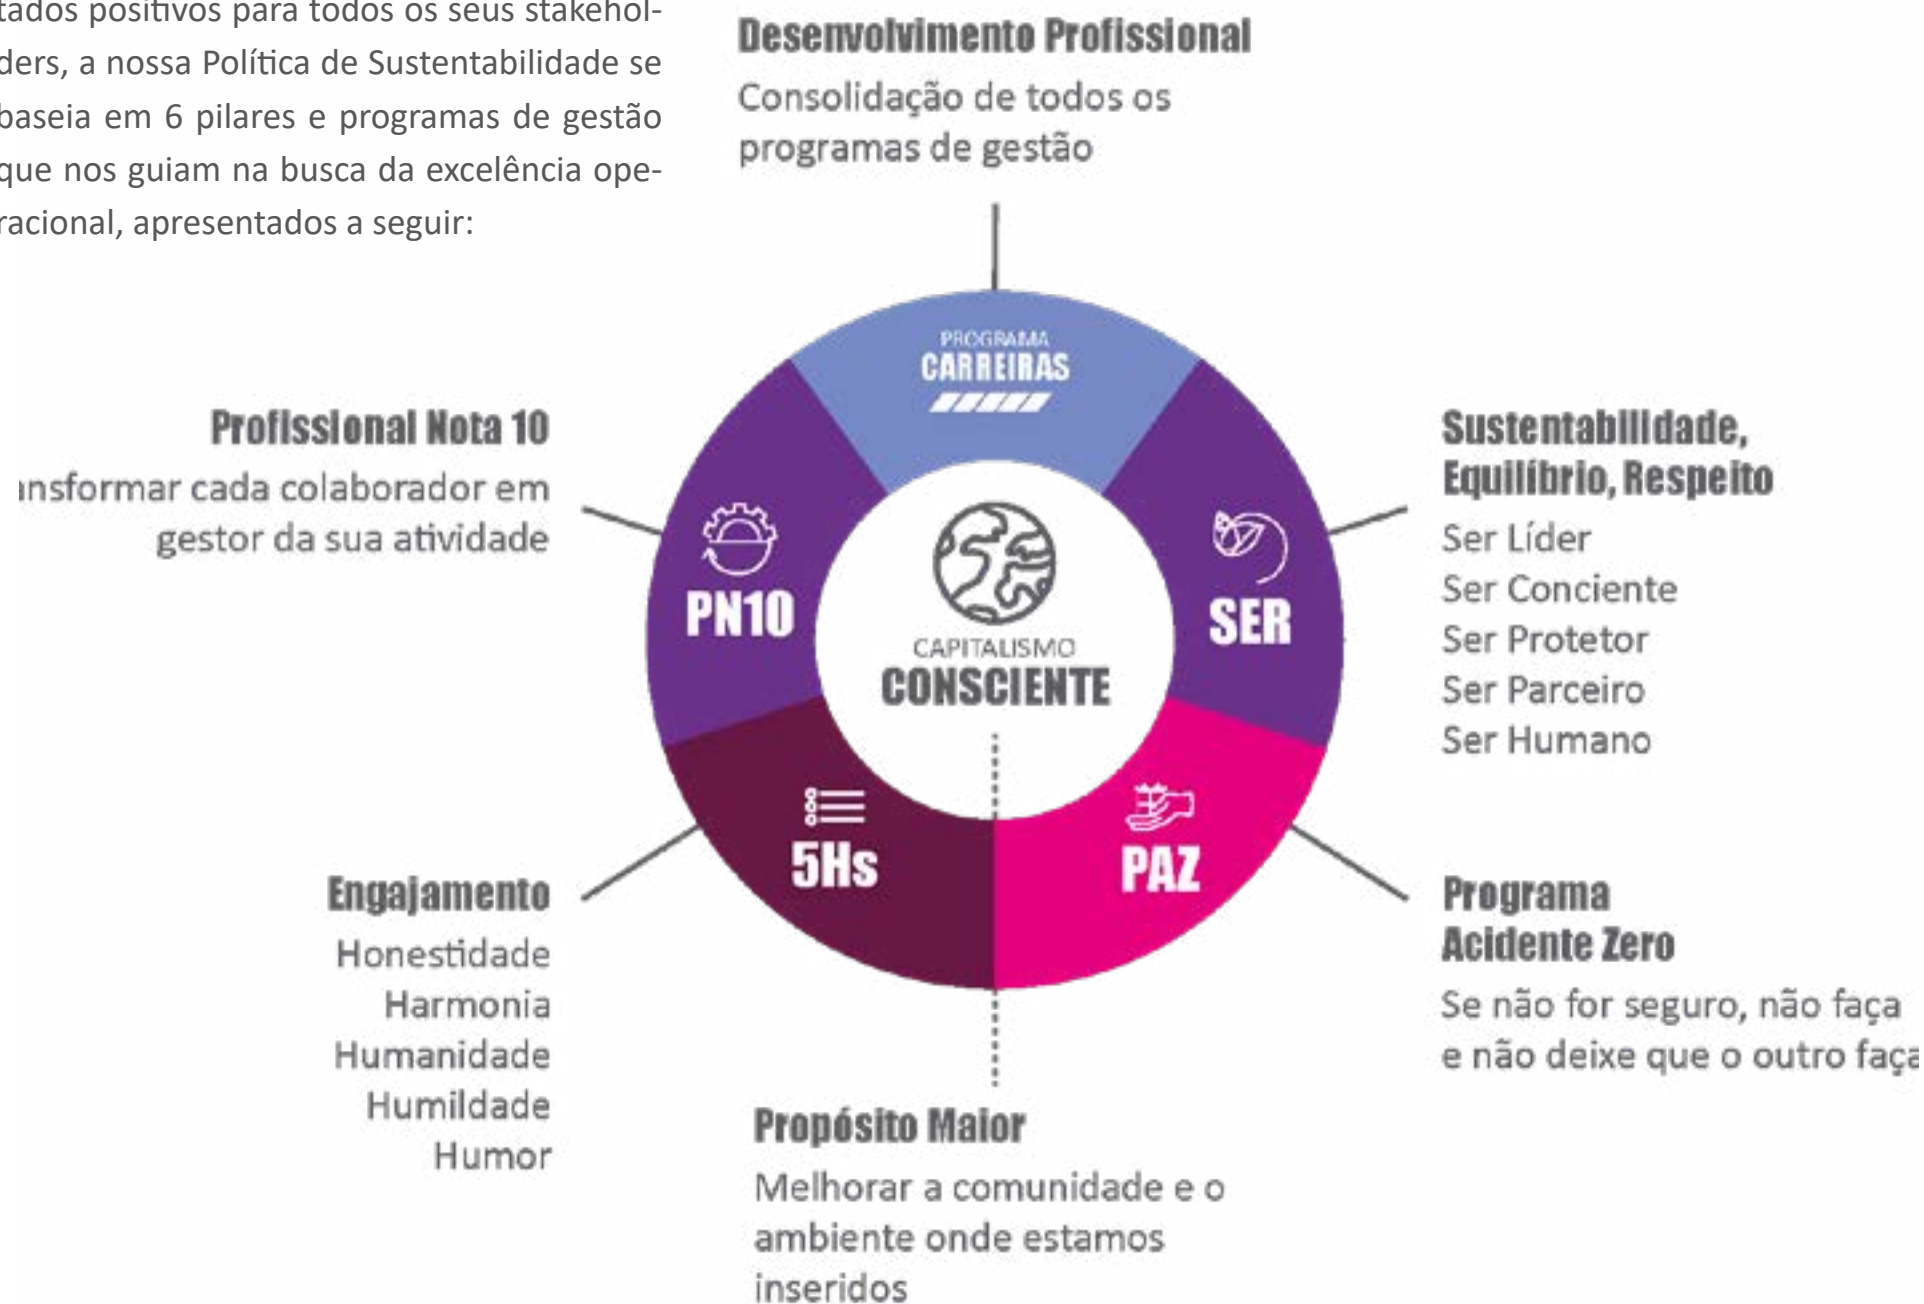 tados positivos para todos os seus stakehol-
ders, a nossa Política de Sustentabilidade se
baseia em 6 pilares e programas de gestão
que nos guiam na busca da excelência ope-
racional, apresentados a seguir:
Desenvolvimento Profissional
Consolidação de todos os
programas de gestão
PROGRAMA
CARREIRAS
Profissional Nota 10
ansformar cada colaborador em
gestor da sua atividade
PN10
Sustentabilidade,
Equilíbrio, Respeito
Ser Líder
Ser Conciente
Ser Protetor
Ser Parceiro
Ser Humano
SER
CAPITALISMO
CONSCIENTE
5Hs
PAZ
Engajamento
Honestidade
Harmonia
Humanidade
Humildade
Humor
Programa
Acidente Zero
Se não for seguro, não faça
e não deixe que o outro faça
Propósito Maior
Melhorar a comunidade e o
ambiente onde estamos
inseridos